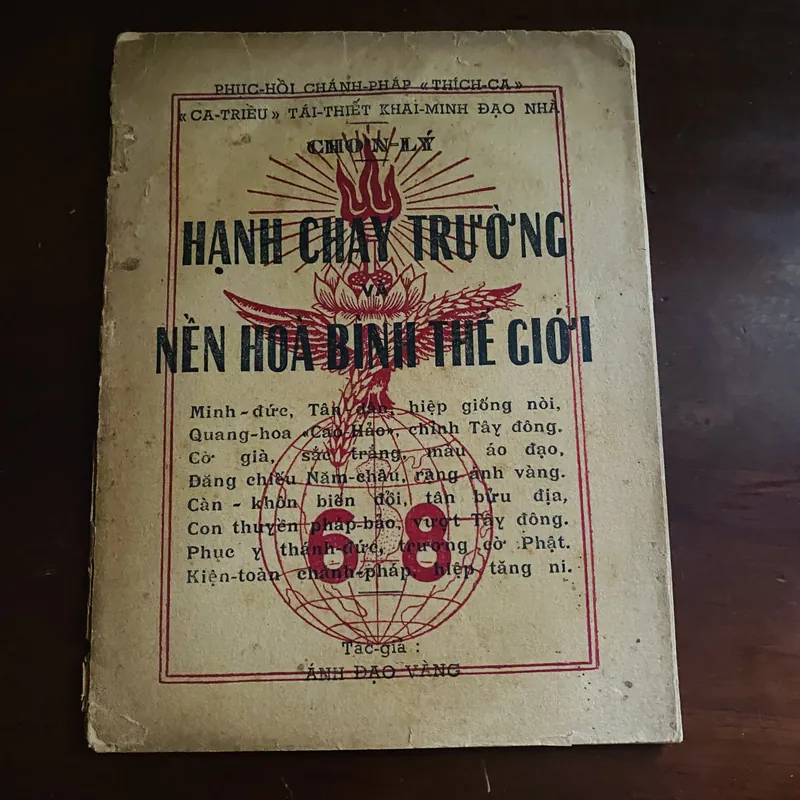 PHỤC-HỒI CHÁNH-PHÁP «THÍCH-CA»
«CA-TRIỀU» TÁI-THIẾT KHAI-MINH ĐẠO NHÀ
CHƠN-LÝ
HẠNH CHAY TRƯỜNG
VÀ
NỀN HOÀ BÌNH THẾ GIỚI
Minh-đức, Tân dân, hiệp giống nòi,
Quang-hoa «Cao-Hảo», chỉnh Tây đông.
Cờ già, sắc trắng, màu áo đạo,
Đăng chiếu Năm-châu, rạng ánh vàng.
Càn-khôn biến đổi, tân bửu địa,
Con thuyền pháp-bảo, vượt Tây đông.
Phục y thánh-đức, trương cờ Phật.
Kiện-toàn chánh-pháp, hiệp tăng ni.
68
Tác-giả :
ÁNH ĐẠO VÀNG